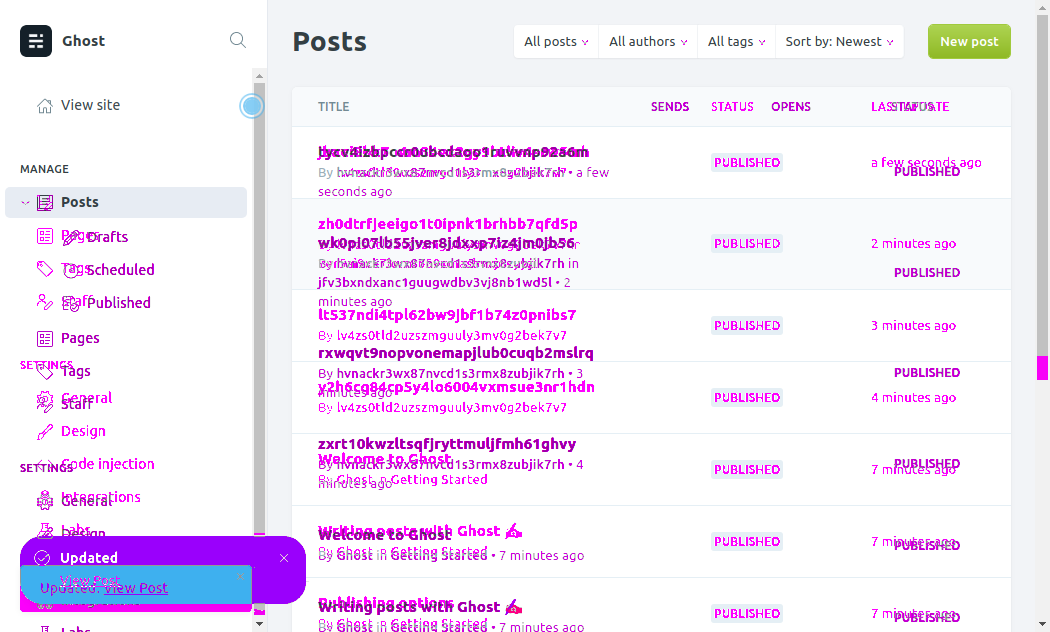 Ghost
Posts
All posts
All authors
All tags
Sort by: Newest
New post
View site
TITLE
SENDS
STATUS
OPENS
LAST UPDATE
STATUS
MANAGE
Posts
PUBLISHED
a few seconds ago
PUBLISHED
By hvnackr3wx87nvcd1s3rmx8zubjik7rh • a few
seconds ago
Pages
Drafts
Tags
Scheduled
Staff
Published
zh0dtrfjeeigo1t0ipnk1brhbb7qfd5p
wk0pl07lb55jver8jdxxp7iz4jm0jb56
PUBLISHED
2 minutes ago
PUBLISHED
jfv3bxndxanc1guugwdbv3vj8nb1wd5l • 2
minutes ago
lt537ndi4tpl62bw9jbf1b74z0pnibs7
By lv4zs0tld2uzszmguuly3mv0g2bek7v7
PUBLISHED
3 minutes ago
Pages
rxwqvt9nopvonemapjlub0cuqb2mslrq
By hvnackr3wx87nvcd1s3rmx8zubjik7rh • 3
minutes ago
PUBLISHED
SETTINGS
Tags
General
Staff
Design
y2h6cg84cp5y4lo6004vxmsue3nr1hdn
By lv4zs0tld2uzszmguuly3mv0g2bek7v7
PUBLISHED
4 minutes ago
zxrt10kwzltsqfjryttmuljfmh61ghvy
Welcome to Ghost
By hvnackr3wx87nvcd1s3rmx8zubjik7rh • 4
minutes ago
By Ghost in Getting Started
PUBLISHED
7 minutes ago
PUBLISHED
SETTINGS
Code injection
Integrations
General
Labs
Design
Writing posts with Ghost
Welcome to Ghost
By Ghost in Getting Started • 7 minutes ago
PUBLISHED
7 minutes ago
PUBLISHED
Updated
View Post
Updated. View Post
Publishing options
Writing posts with Ghost
By Ghost in Getting Started • 7 minutes ago
PUBLISHED
7 minutes ago
PUBLISHED
Labs